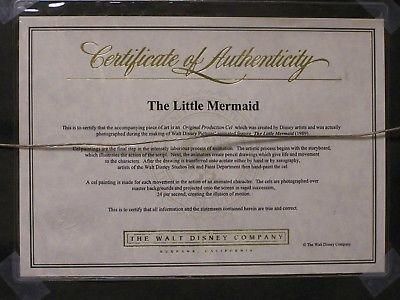 Certificate of Authenticity
The Little Mermaid
This is to certify that the accompanying piece of art is an Original Production Cel which was created by Disney artists and was actually
photographed during the making of Walt Disney Pictures' animated feature The Little Mermaid (1989).
Cel paintings are the final step in the intensely laborious process of animation. The artistic process begins with the storyboard,
which illustrates the action of the script. Next, the animators create pencil drawings which give life and movement
to the characters. After the drawing is transferred onto acetate either by hand or by xerography,
artists of the Walt Disney Studios Ink and Paint Department then hand-paint the cel.
A cel painting is made for each movement in the action of an animated character. The cels are photographed over
master backgrounds and projected onto the screen in rapid succession,
24 per second, creating the illusion of motion.
This is to certify that all information and the statements contained herein are true and correct.
THE WALT DISNEY COMPANY
BURBANK, CALIFORNIA
© The Walt Disney Company